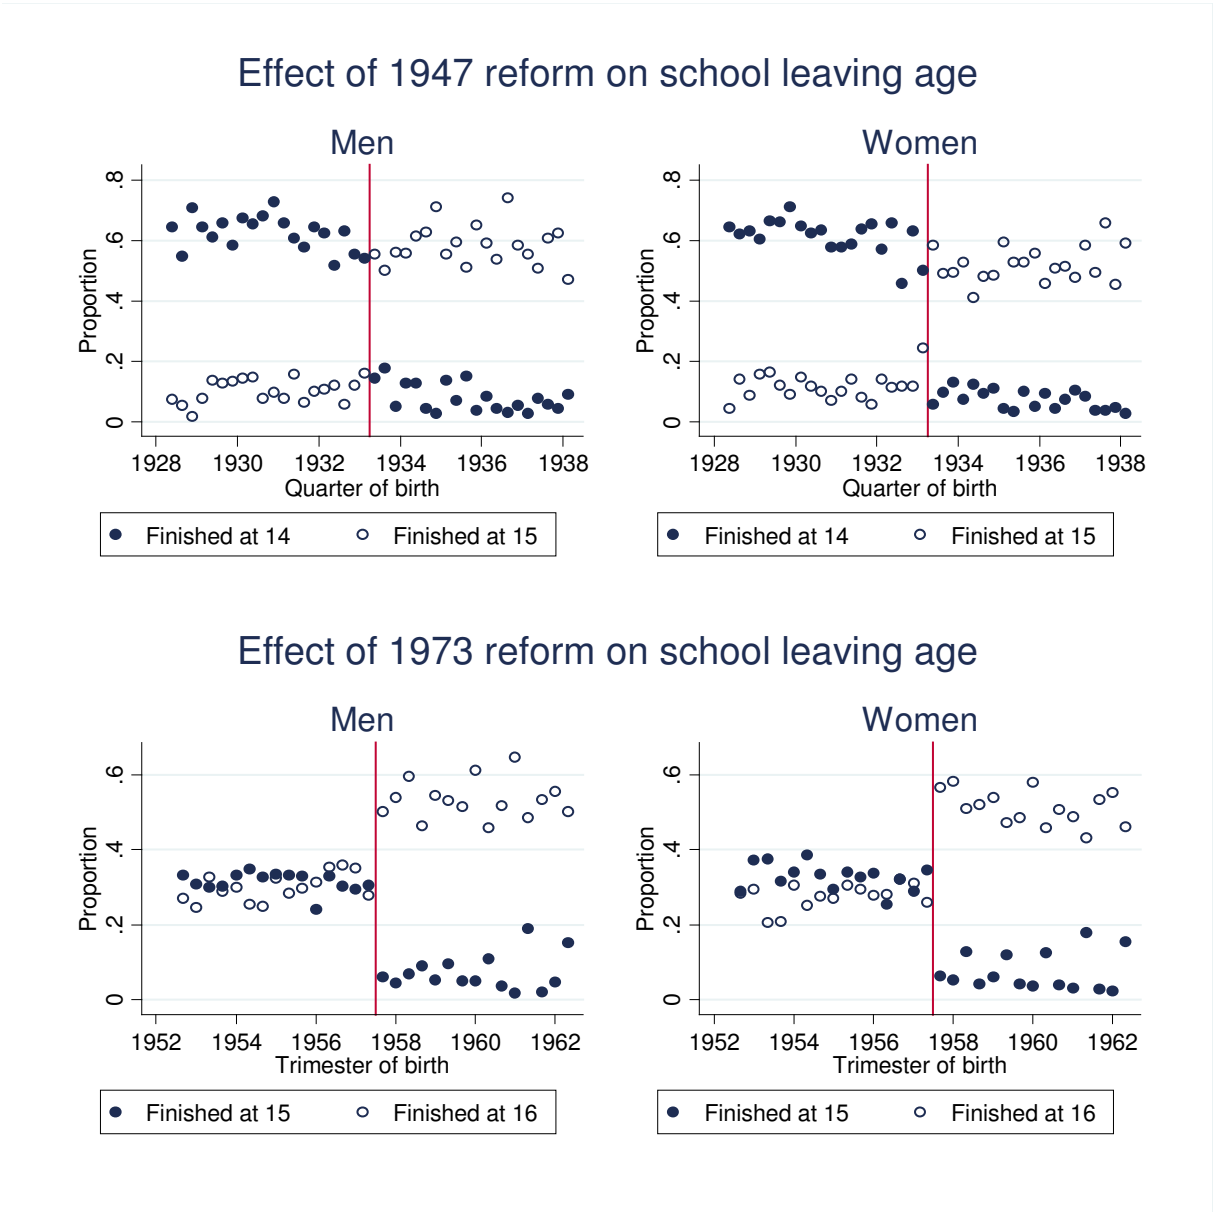 Effect of 1947 reform on school leaving age
Men
Proportion
.8
.6
.4
.2
0
1928 1930 1932 1934 1936 1938
Quarter of birth
Finished at 14 Finished at 15
Women
Proportion
.8
.6
.4
.2
0
1928 1930 1932 1934 1936 1938
Quarter of birth
Finished at 14 Finished at 15
Effect of 1973 reform on school leaving age
Men
Proportion
.6
.4
.2
0
1952 1954 1956 1958 1960 1962
Trimester of birth
Finished at 15 Finished at 16
Women
Proportion
.6
.4
.2
0
1952 1954 1956 1958 1960 1962
Trimester of birth
Finished at 15 Finished at 16